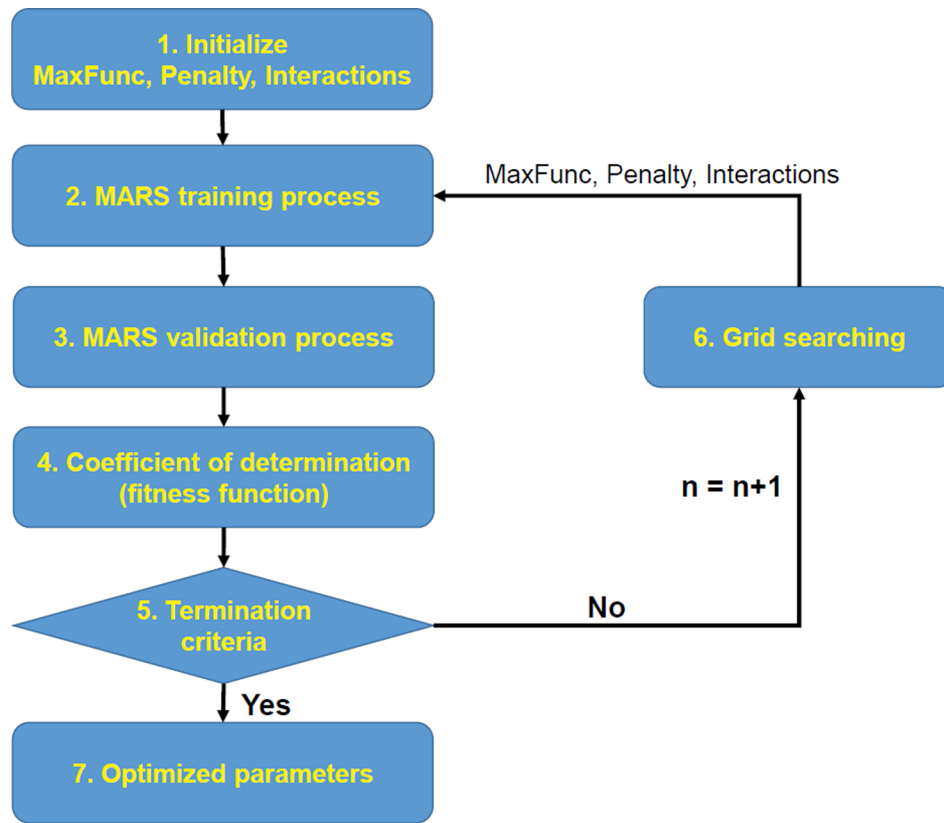 1. Initialize
MaxFunc, Penalty, Interactions
2. MARS training process
MaxFunc, Penalty, Interactions
3. MARS validation process
6. Grid searching
4. Coefficient of determination
(fitness function)
n = n+1
5. Termination
criteria
No
Yes
7. Optimized parameters